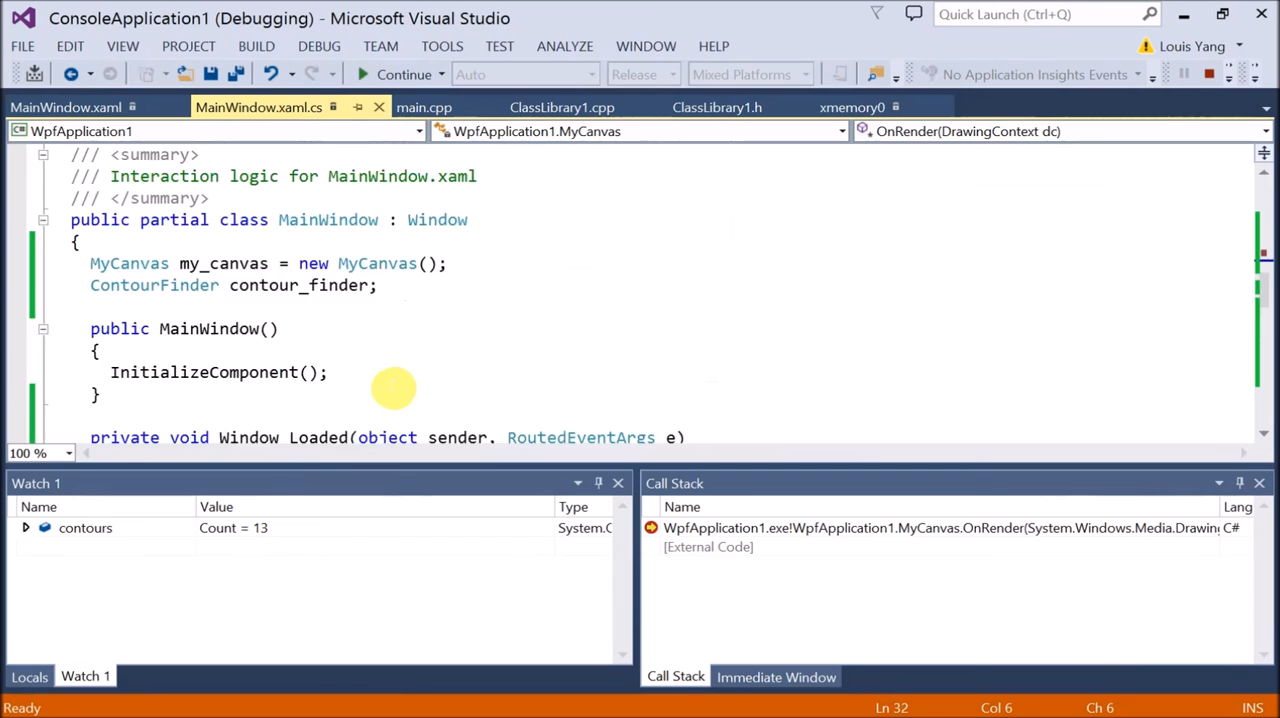 ConsoleApplication1 (Debugging) - Microsoft Visual Studio
Quick Launch (Ctrl+Q)
FILE EDIT VIEW PROJECT BUILD DEBUG TEAM TOOLS TEST ANALYZE WINDOW HELP Louis Yang
Continue Auto Release Mixed Platforms No Application Insights Events
MainWindow.xaml MainWindow.xaml.cs main.cpp ClassLibrary1.cpp ClassLibrary1.h xmemory0
WpfApplication1 WpfApplication1.MyCanvas OnRender(DrawingContext dc)
/// <summary>
/// Interaction logic for MainWindow.xaml
/// </summary>
public partial class MainWindow : Window
{
MyCanvas my_canvas = new MyCanvas();
ContourFinder contour_finder;
public MainWindow()
{
InitializeComponent();
}
private void Window_Loaded(object sender, RoutedEventArgs e)
100 %
Watch 1
Name Value Type
contours Count = 13 System.C
Locals Watch 1
Call Stack
Name Lang
WpfApplication1.exe!WpfApplication1.MyCanvas.OnRender(System.Windows.Media.Drawing C#
[External Code]
Call Stack Immediate Window
Ready Ln 32 Col 6 Ch 6 INS